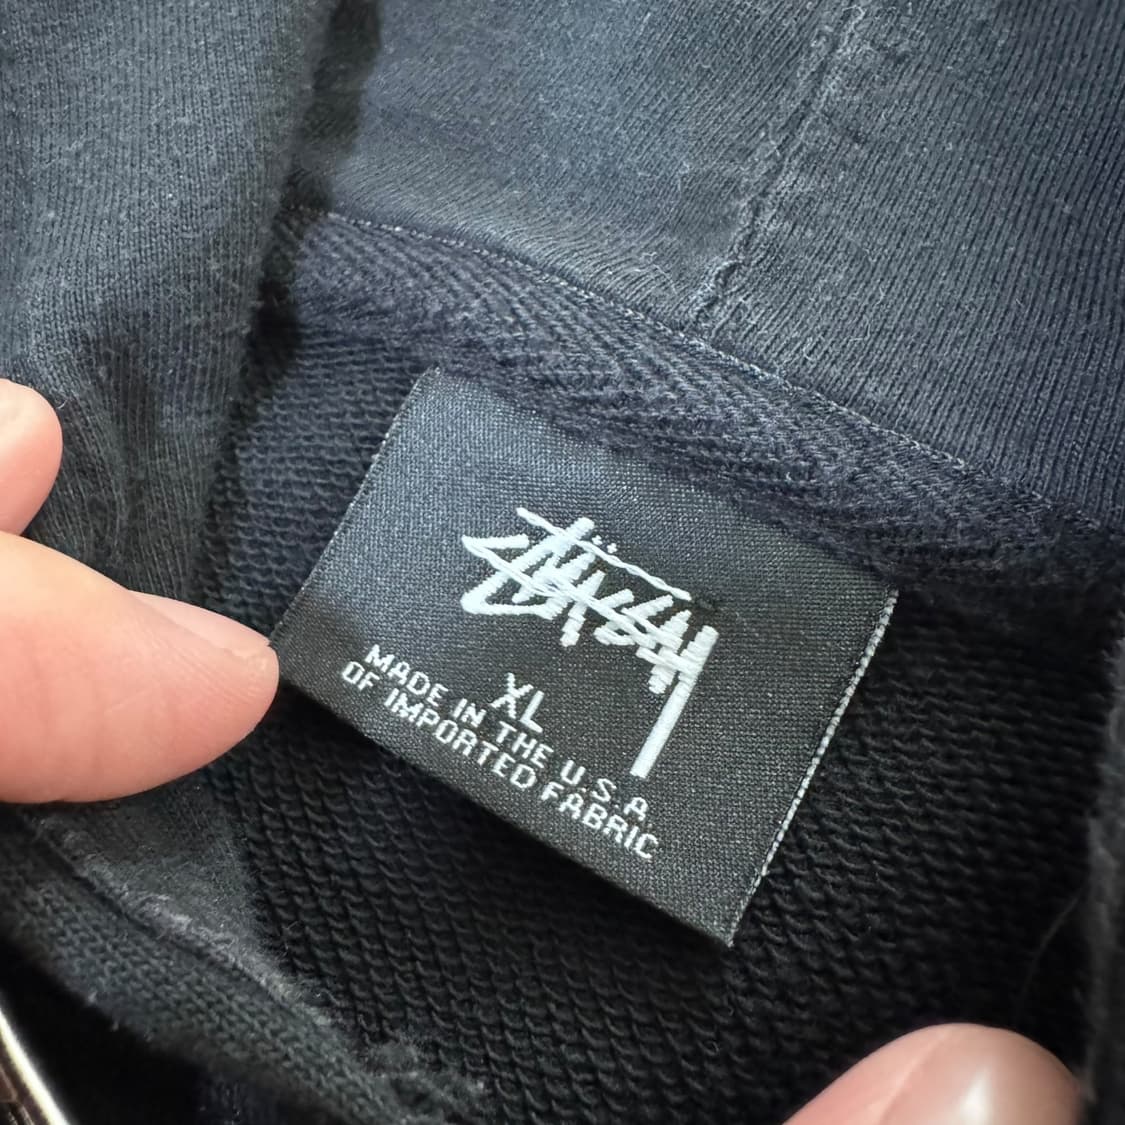 Stüssy
XL
MADE IN THE U.S.A.
OF IMPORTED FABRIC